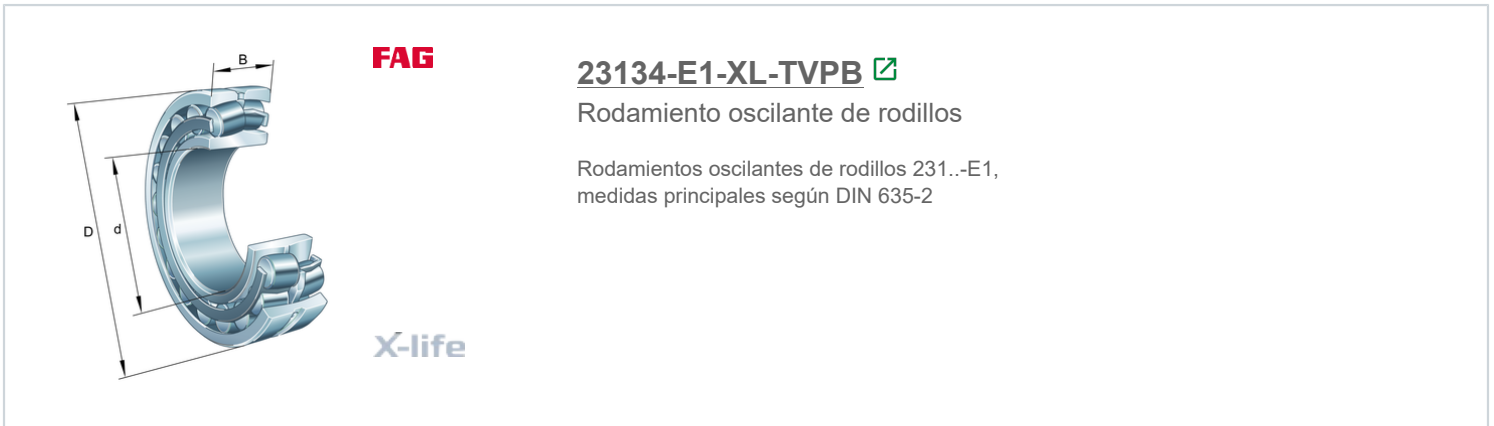 B
FAG
23134-E1-XL-TVPB
Rodamiento oscilante de rodillos
Rodamientos oscilantes de rodillos 231..-E1,
medidas principales según DIN 635-2
D
d
X-life